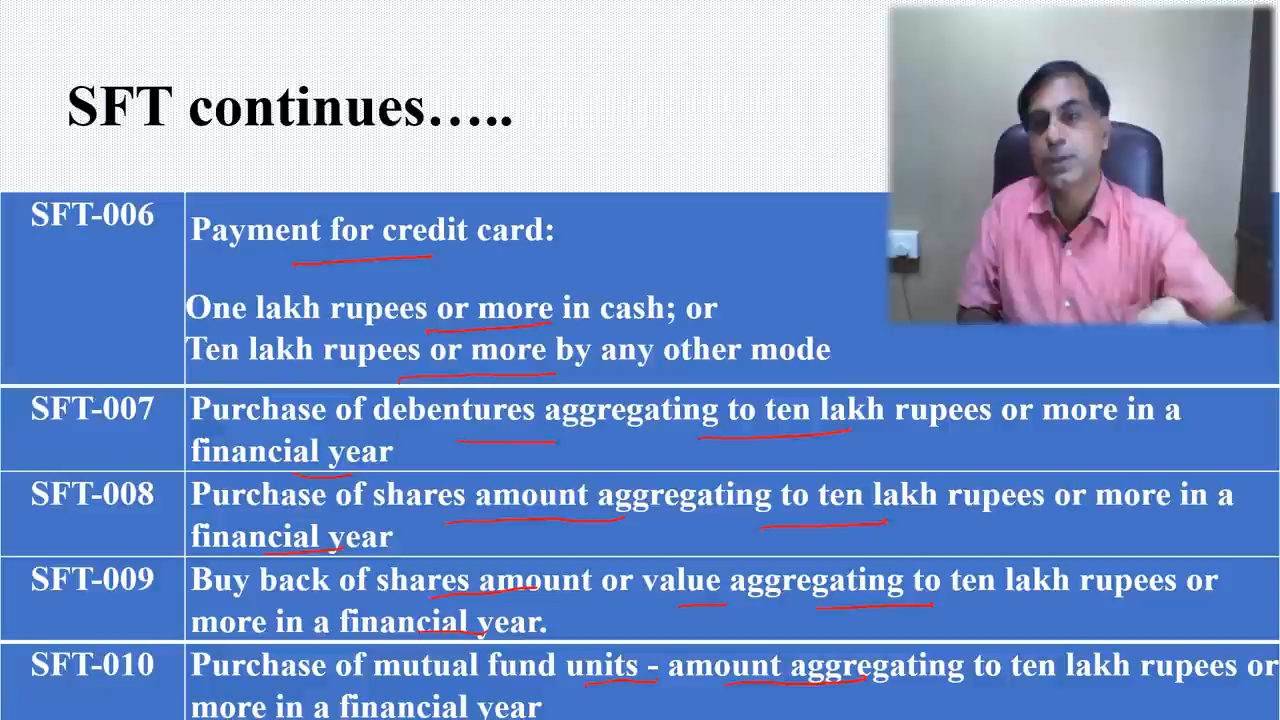 SFT continues…..
SFT-006
Payment for credit card:
One lakh rupees or more in cash; or
Ten lakh rupees or more by any other mode
SFT-007
Purchase of debentures aggregating to ten lakh rupees or more in a
financial year
SFT-008
Purchase of shares amount aggregating to ten lakh rupees or more in a
financial year
SFT-009
Buy back of shares amount or value aggregating to ten lakh rupees or
more in a financial year.
SFT-010
Purchase of mutual fund units - amount aggregating to ten lakh rupees or
more in a financial year